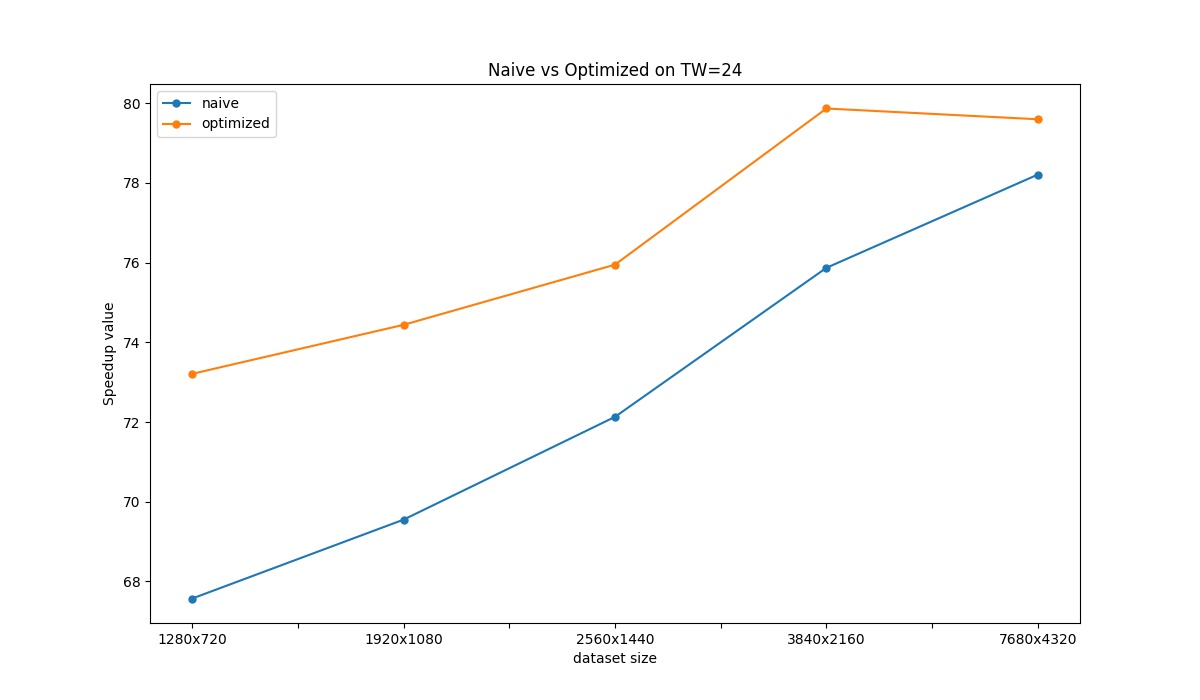 Naive vs Optimized on TW=24
naive
optimized
80
78
76
74
72
70
68
Speedup value
1280x720
1920x1080
2560x1440
3840x2160
7680x4320
dataset size